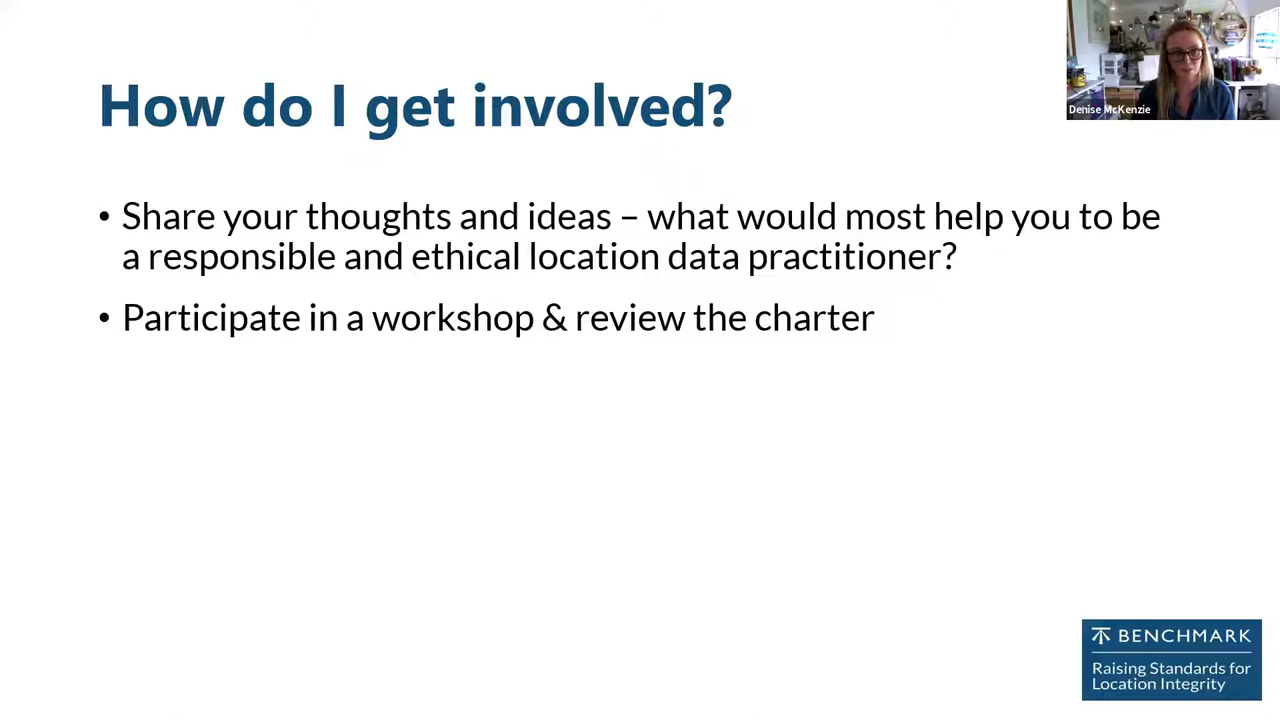 How do I get involved?
Denise McKenzie
• Share your thoughts and ideas – what would most help you to be
a responsible and ethical location data practitioner?
• Participate in a workshop & review the charter
BENCHMARK
Raising Standards for
Location Integrity